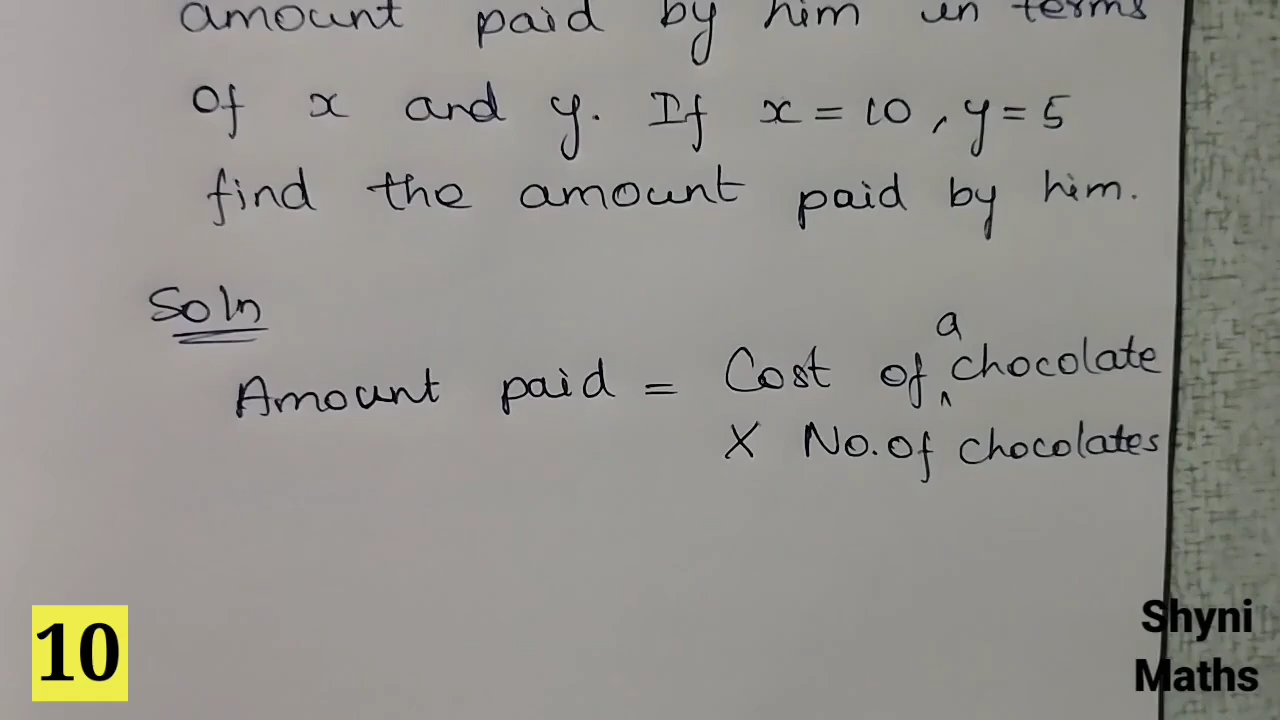 amount paid by him in terms
of x and y. If x = 10, y = 5
find the amount paid by him.
Soln
Amount paid = Cost of a chocolate
X No. of chocolates
10
Shyni
Maths